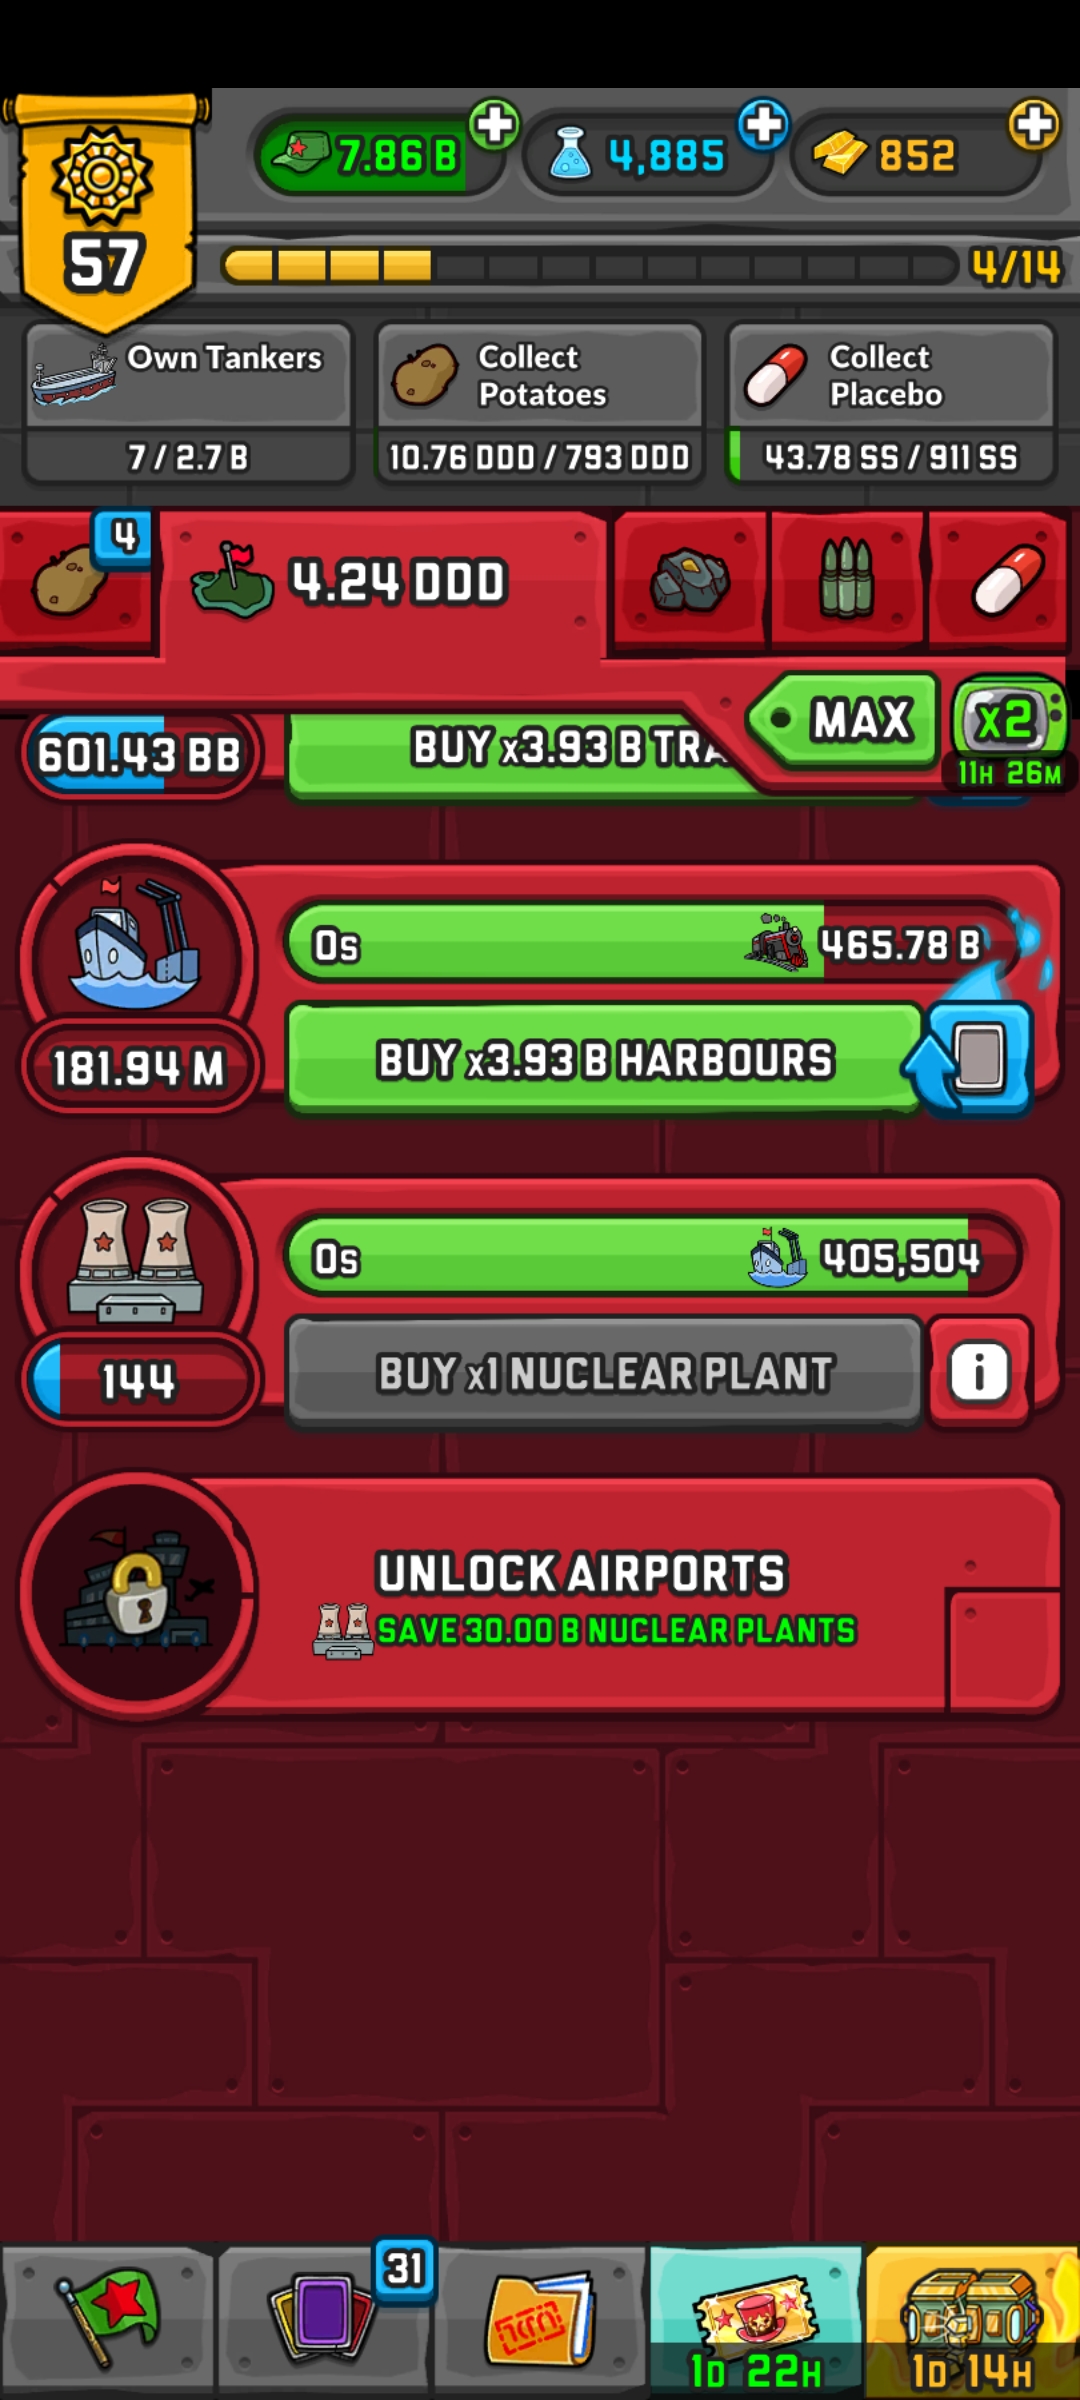 57
7.86 B
4,885
852
4/14
Own Tankers
7 / 2.7 B
Collect
Potatoes
10.76 DDD / 793 DDD
Collect
Placebo
43.78 SS / 911 SS
4
4.24 DDD
MAX
x2
11H 26M
601.43 BB
BUY x3.93 B TRA
0s
465.78 B
181.94 M
BUY x3.93 B HARBOURS
0s
405,504
144
BUY x1 NUCLEAR PLANT
i
UNLOCK AIRPORTS
SAVE 30.00 B NUCLEAR PLANTS
31
1D 22H
1D 14H